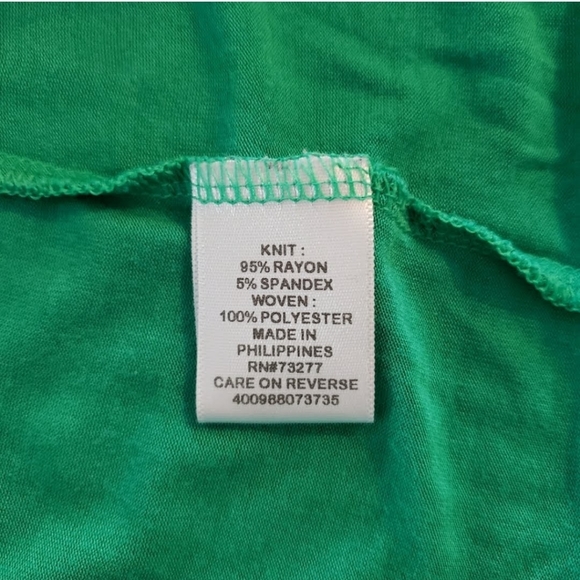 KNIT :
95% RAYON
5% SPANDEX
WOVEN :
100% POLYESTER
MADE IN
PHILIPPINES
RN#73277
CARE ON REVERSE
400988073735